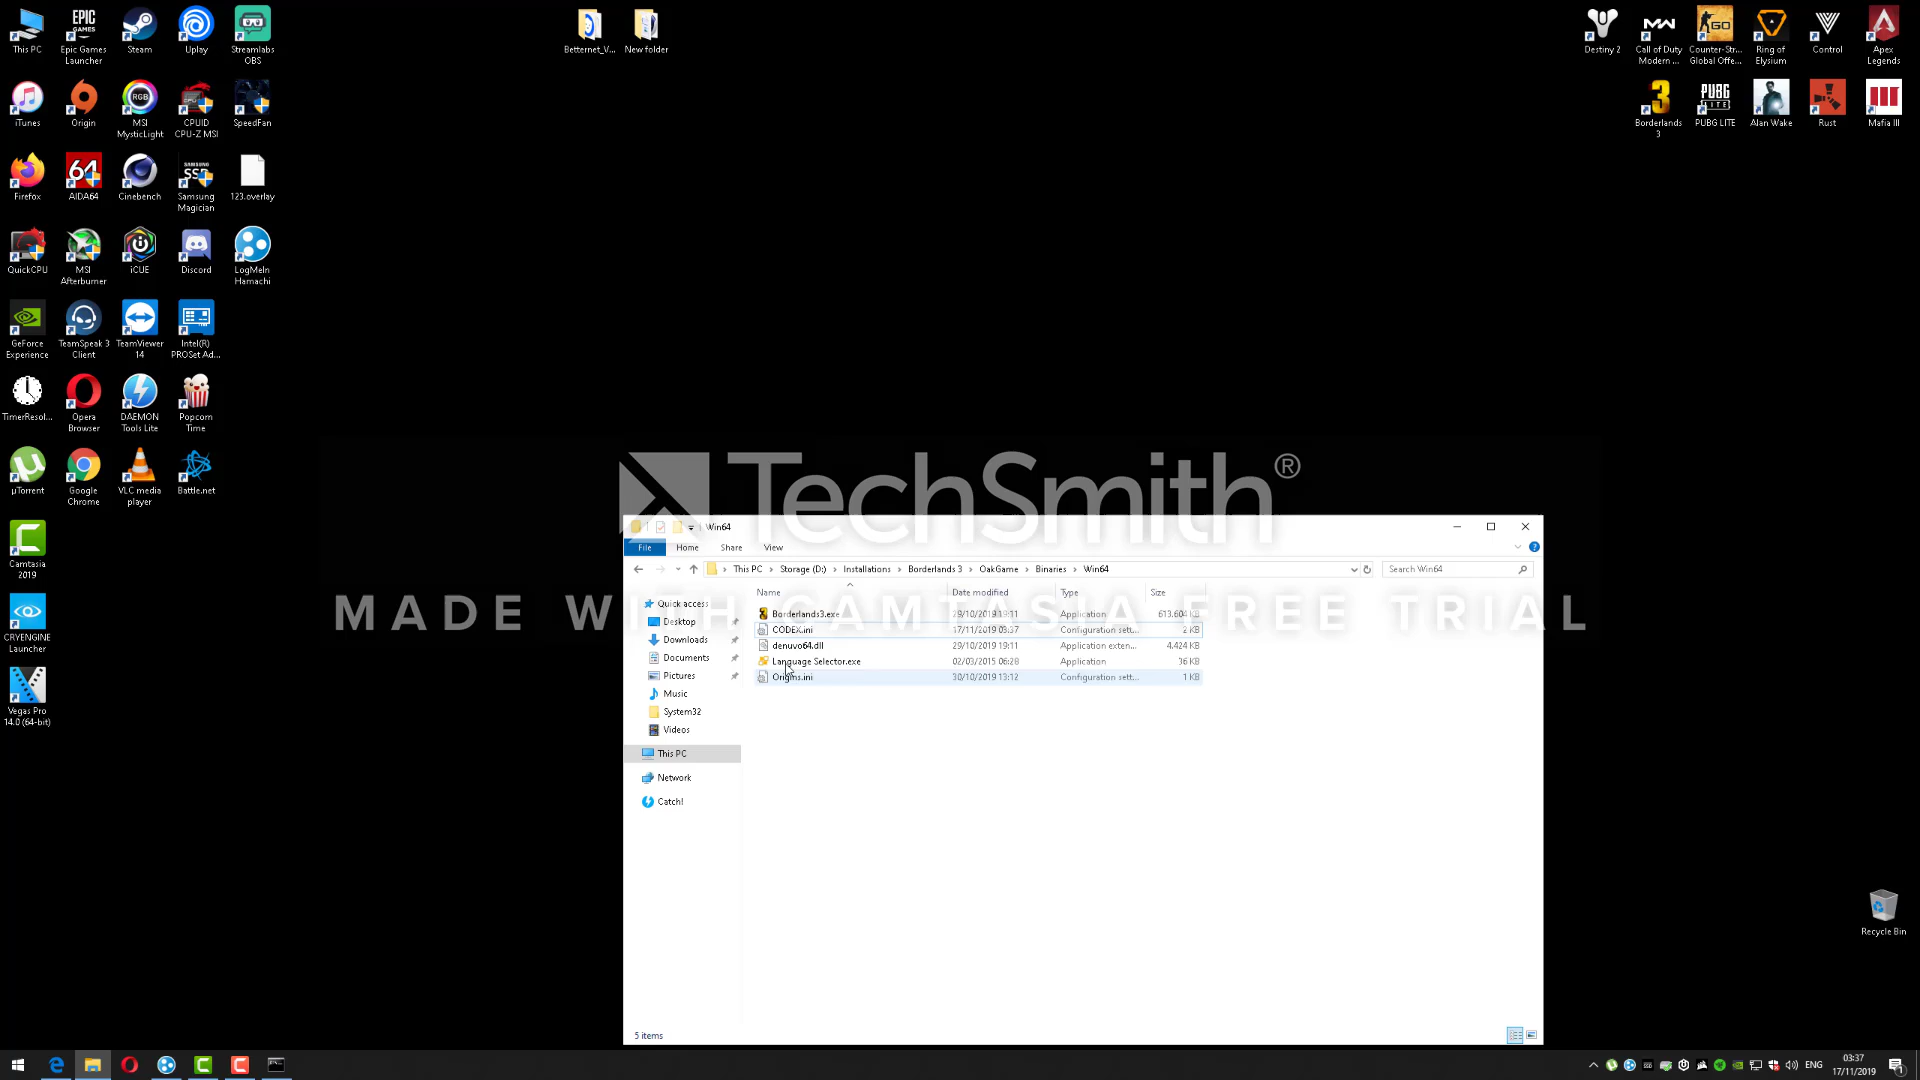 This PC
Epic Games
Launcher
Steam
Uplay
Streamlabs
OBS
Betternet_V...
New folder
Destiny 2
Call of Duty
Modern ...
Counter-Str...
Global Offe...
Ring of
Elysium
Control
Apex
Legends
iTunes
Origin
MSI
MysticLight
CPUID
CPU-Z MSI
SpeedFan
Borderlands
3
PUBG LITE
Alan Wake
Rust
Mafia III
Firefox
AIDA64
Cinebench
Samsung
Magician
123.overlay
QuickCPU
MSI
Afterburner
iCUE
Discord
LogMeIn
Hamachi
GeForce
Experience
TeamSpeak 3
Client
TeamViewer
14
Intel(R)
PROSet Ad...
TimerResol...
Opera
Browser
DAEMON
Tools Lite
Popcorn
Time
µTorrent
Google
Chrome
VLC media
player
Battle.net
Camtasia
2019
CRYENGINE
Launcher
Vegas Pro
14.0 (64-bit)
TechSmith®
MADE WITH CAMTASIA FREE TRIAL
Win64
File Home Share View
This PC > Storage (D:) > Installations > Borderlands 3 > OakGame > Binaries > Win64
Search Win64
Name Date modified Type Size
Quick access
Desktop
Downloads
Documents
Pictures
Music
System32
Videos
This PC
Network
Catch!
Borderlands3.exe 29/10/2019 19:11 Application 613.604 KB
CODEX.ini 17/11/2019 03:37 Configuration sett... 2 KB
denuvo64.dll 29/10/2019 19:11 Application exten... 4.424 KB
Language Selector.exe 02/03/2015 06:28 Application 36 KB
Origins.ini 30/10/2019 13:12 Configuration sett... 1 KB
5 items
Recycle Bin
ENG
03:37
17/11/2019